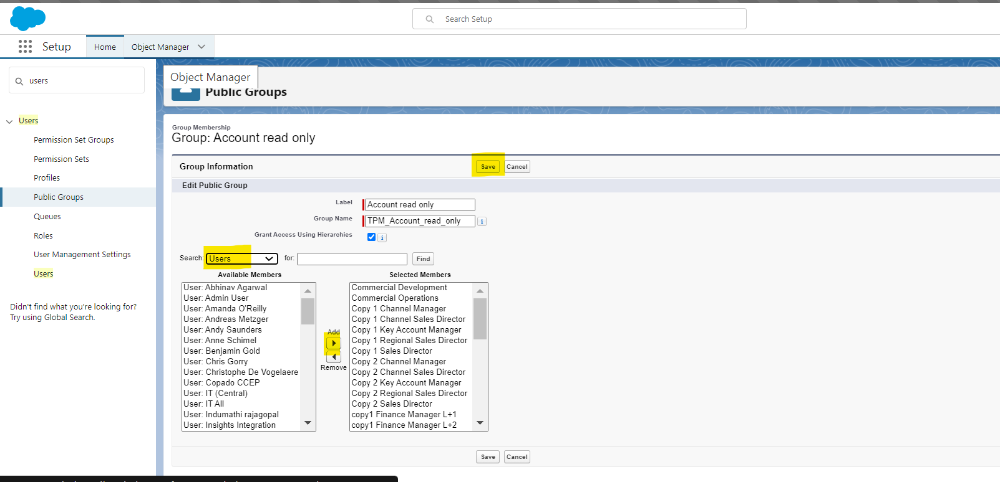 Search Setup
Setup
Home
Object Manager
users
Object Manager
Public Groups
Users
Permission Set Groups
Permission Sets
Profiles
Public Groups
Queues
Roles
User Management Settings
Users
Didn't find what you're looking for?
Try using Global Search.
Group Membership
Group: Account read only
Group Information
Save
Cancel
Edit Public Group
Label
Account read only
Group Name
TPM_Account_read_only
i
Grant Access Using Hierarchies
i
Search:
Users
for:
Find
Available Members
User: Abhinav Agarwal
User: Admin User
User: Amanda O'Reilly
User: Andreas Metzger
User: Andy Saunders
User: Anne Schimel
User: Benjamin Gold
User: Chris Gorry
User: Christophe De Vogelaere
User: Copado CCEP
User: IT (Central)
User: IT All
User: Indumathi rajagopal
User: Insights Integration
Add
Remove
Selected Members
Commercial Development
Commercial Operations
Copy 1 Channel Manager
Copy 1 Channel Sales Director
Copy 1 Key Account Manager
Copy 1 Regional Sales Director
Copy 1 Sales Director
Copy 2 Channel Manager
Copy 2 Channel Sales Director
Copy 2 Key Account Manager
Copy 2 Regional Sales Director
Copy 2 Sales Director
copy1 Finance Manager L+1
copy1 Finance Manager L+2
Save
Cancel